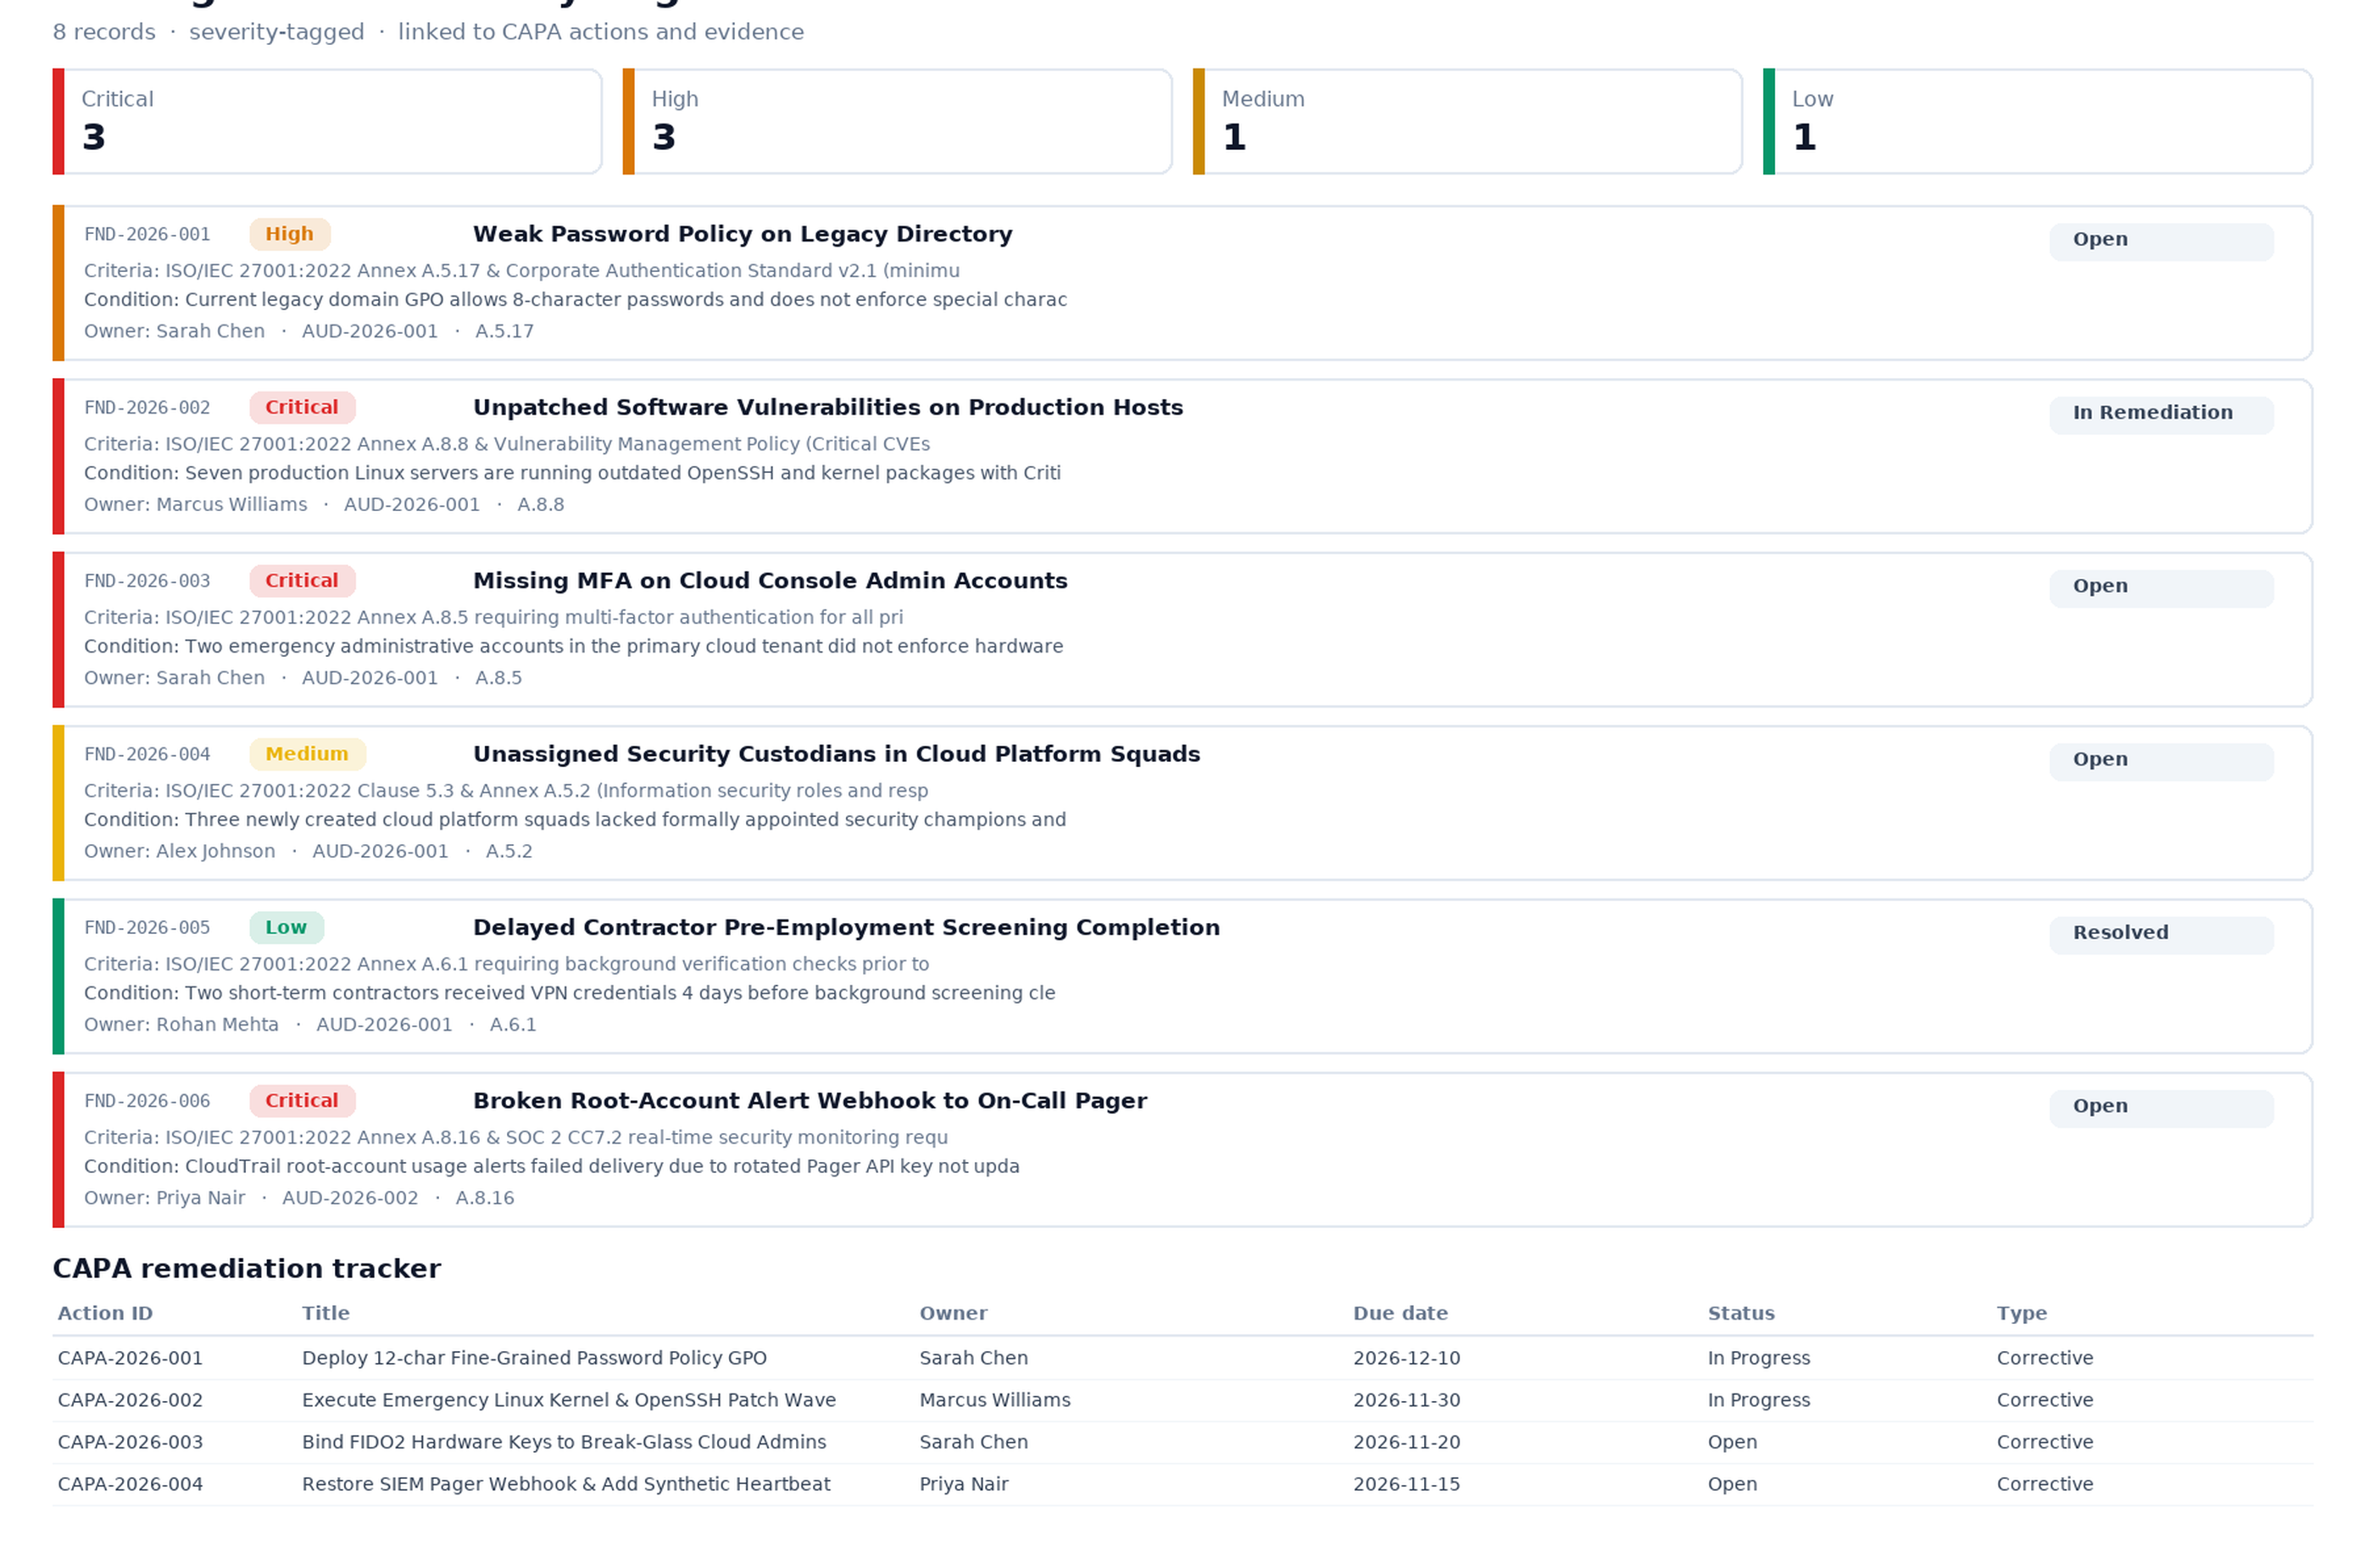 8 records · severity-tagged · linked to CAPA actions and evidence
Critical
3
High
3
Medium
1
Low
1
FND-2026-001 High Weak Password Policy on Legacy Directory Open
Criteria: ISO/IEC 27001:2022 Annex A.5.17 & Corporate Authentication Standard v2.1 (minimu
Condition: Current legacy domain GPO allows 8-character passwords and does not enforce special charac
Owner: Sarah Chen · AUD-2026-001 · A.5.17
FND-2026-002 Critical Unpatched Software Vulnerabilities on Production Hosts In Remediation
Criteria: ISO/IEC 27001:2022 Annex A.8.8 & Vulnerability Management Policy (Critical CVEs
Condition: Seven production Linux servers are running outdated OpenSSH and kernel packages with Criti
Owner: Marcus Williams · AUD-2026-001 · A.8.8
FND-2026-003 Critical Missing MFA on Cloud Console Admin Accounts Open
Criteria: ISO/IEC 27001:2022 Annex A.8.5 requiring multi-factor authentication for all pri
Condition: Two emergency administrative accounts in the primary cloud tenant did not enforce hardware
Owner: Sarah Chen · AUD-2026-001 · A.8.5
FND-2026-004 Medium Unassigned Security Custodians in Cloud Platform Squads Open
Criteria: ISO/IEC 27001:2022 Clause 5.3 & Annex A.5.2 (Information security roles and resp
Condition: Three newly created cloud platform squads lacked formally appointed security champions and
Owner: Alex Johnson · AUD-2026-001 · A.5.2
FND-2026-005 Low Delayed Contractor Pre-Employment Screening Completion Resolved
Criteria: ISO/IEC 27001:2022 Annex A.6.1 requiring background verification checks prior to
Condition: Two short-term contractors received VPN credentials 4 days before background screening cle
Owner: Rohan Mehta · AUD-2026-001 · A.6.1
FND-2026-006 Critical Broken Root-Account Alert Webhook to On-Call Pager Open
Criteria: ISO/IEC 27001:2022 Annex A.8.16 & SOC 2 CC7.2 real-time security monitoring requ
Condition: CloudTrail root-account usage alerts failed delivery due to rotated Pager API key not upda
Owner: Priya Nair · AUD-2026-002 · A.8.16
CAPA remediation tracker
Action ID Title Owner Due date Status Type
CAPA-2026-001 Deploy 12-char Fine-Grained Password Policy GPO Sarah Chen 2026-12-10 In Progress Corrective
CAPA-2026-002 Execute Emergency Linux Kernel & OpenSSH Patch Wave Marcus Williams 2026-11-30 In Progress Corrective
CAPA-2026-003 Bind FIDO2 Hardware Keys to Break-Glass Cloud Admins Sarah Chen 2026-11-20 Open Corrective
CAPA-2026-004 Restore SIEM Pager Webhook & Add Synthetic Heartbeat Priya Nair 2026-11-15 Open Corrective